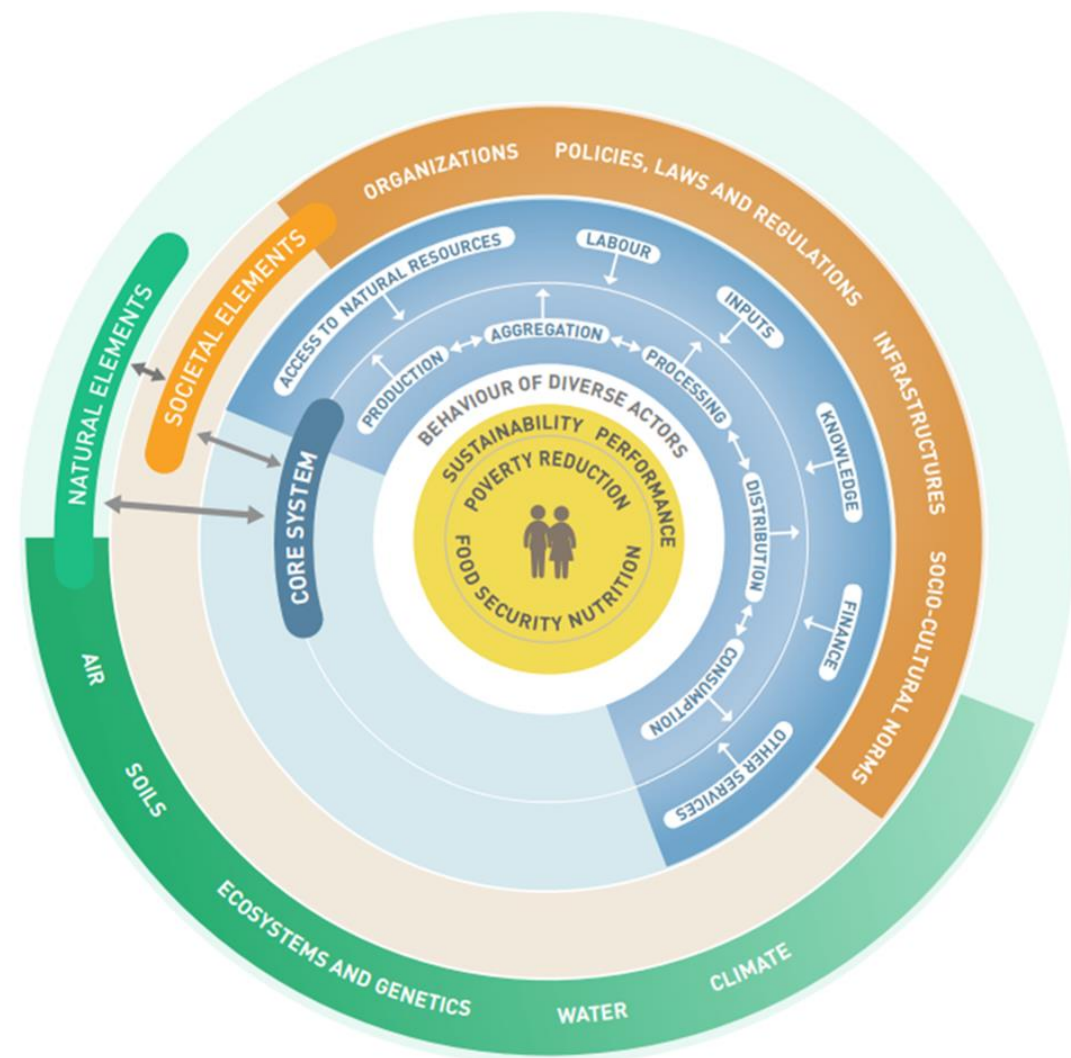 NATURAL ELEMENTS
SOCIETAL ELEMENTS
CORE SYSTEM
ORGANIZATIONS
POLICIES, LAWS AND REGULATIONS
INFRASTRUCTURES
SOCIO-CULTURAL NORMS
ACCESS TO NATURAL RESOURCES
LABOUR
INPUTS
KNOWLEDGE
FINANCE
OTHER SERVICES
PRODUCTION
AGGREGATION
PROCESSING
DISTRIBUTION
CONSUMPTION
BEHAVIOUR OF DIVERSE ACTORS
SUSTAINABILITY PERFORMANCE
POVERTY REDUCTION
FOOD SECURITY NUTRITION
AIR
SOILS
ECOSYSTEMS AND GENETICS
WATER
CLIMATE